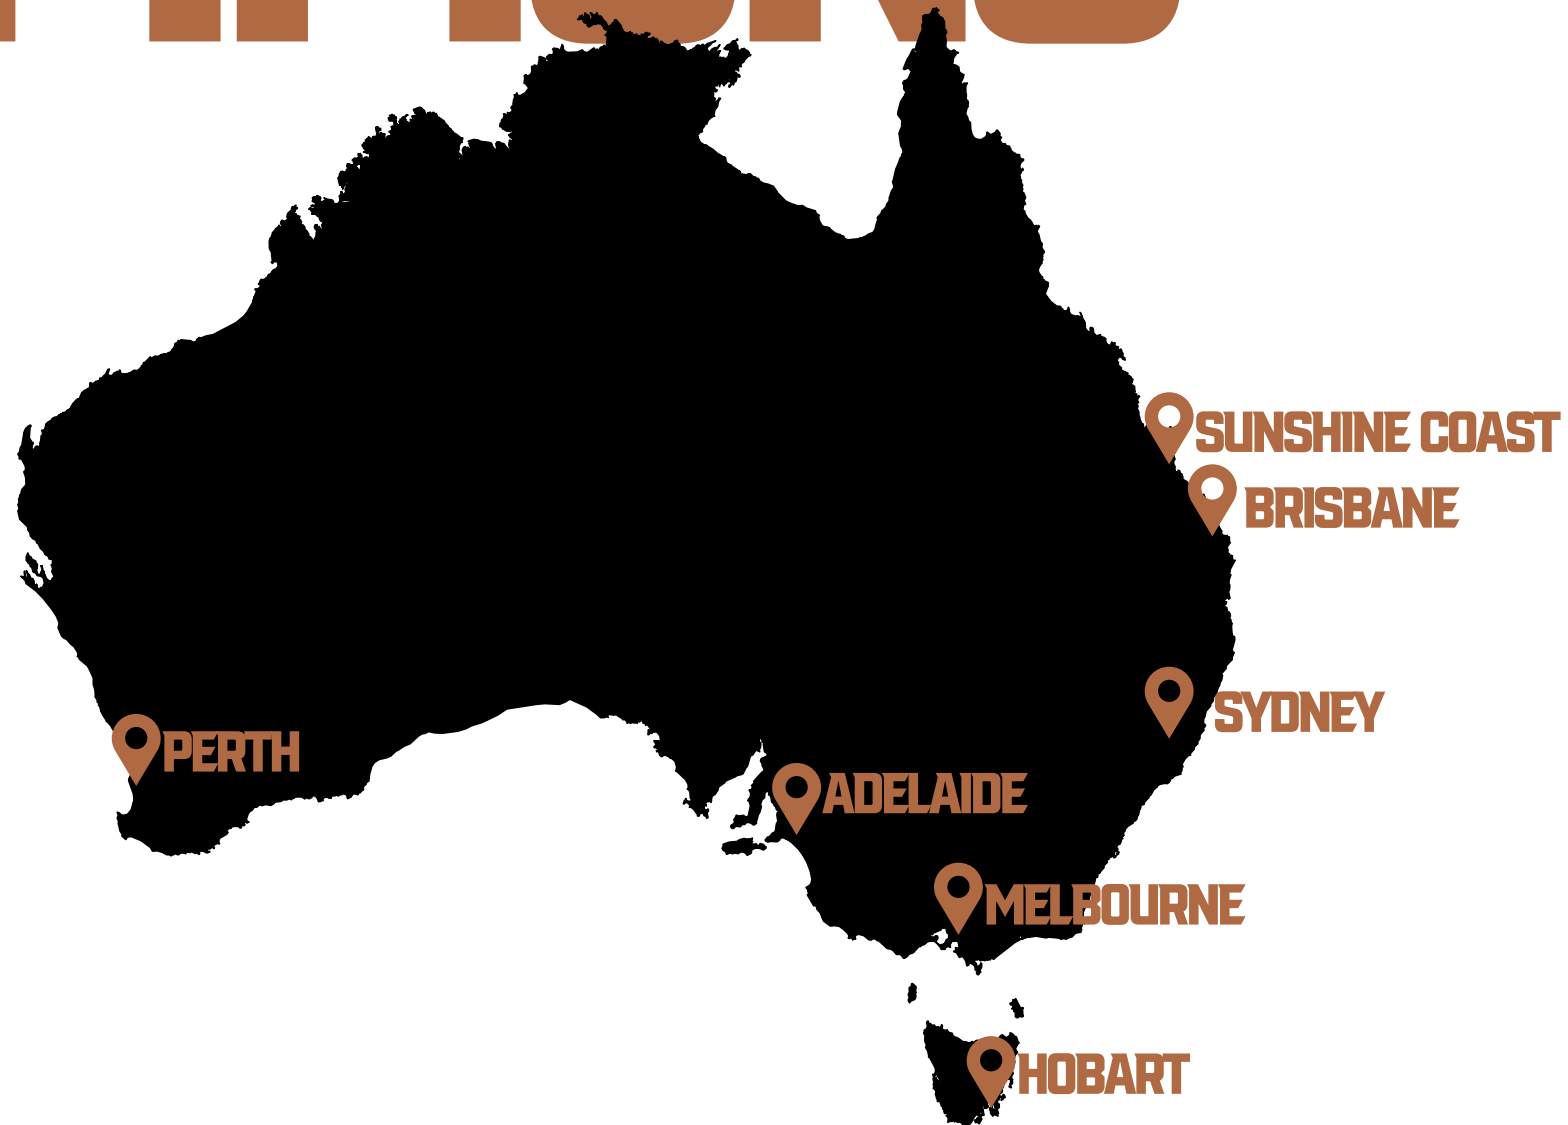 SUNSHINE COAST
BRISBANE
SYDNEY
PERTH
ADELAIDE
MELBOURNE
HOBART